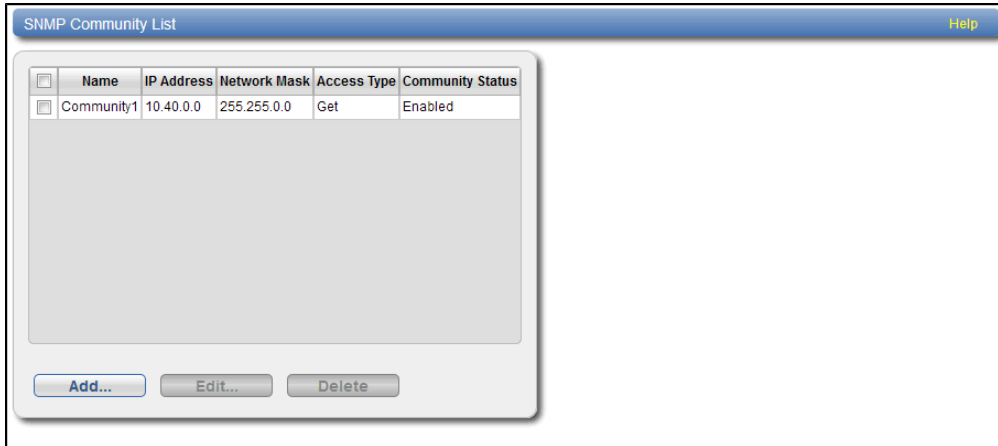 SNMP Community List Help
Name IP Address Network Mask Access Type Community Status
Community1 10.40.0.0 255.255.0.0 Get Enabled
Add... Edit... Delete